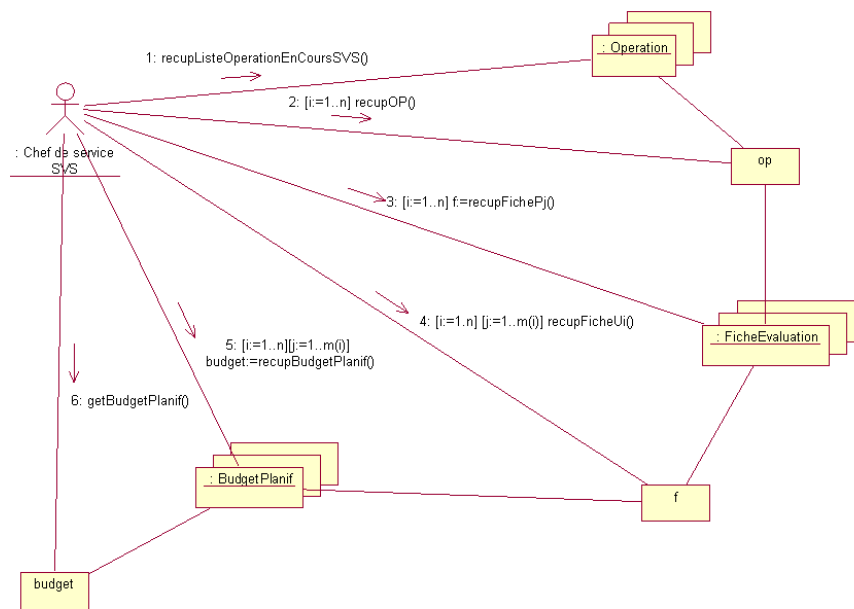 1: recupListeOperationEnCoursSVS()
: Operation
2: [i:=1..n] recupOP()
: Chef de service
SVS
op
3: [i:=1..n] f:=recupFichePj()
4: [i:=1.n] [j:=1..m(i)] recupFicheUi()
: FicheEvaluation
5: [i:=1..n][j:=1..m(i)]
budget:=recupBudgetPlanif()
6: getBudgetPlanif()
: BudgetPlanif
f
budget